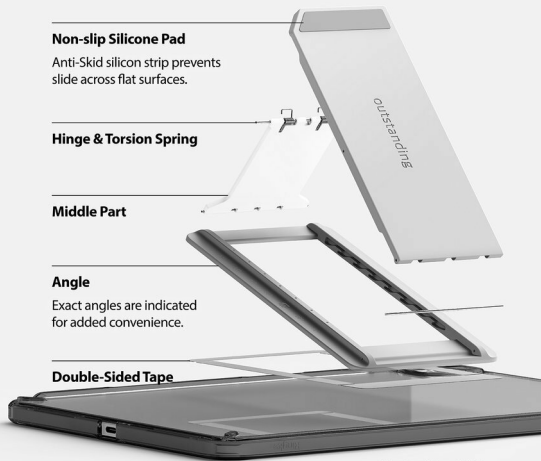 Non-slip Silicone Pad
Anti-Skid silicon strip prevents
slide across flat surfaces.
Hinge & Torsion Spring
outstanding
Middle Part
Angle
Exact angles are indicated
for added convenience.
Double-Sided Tape